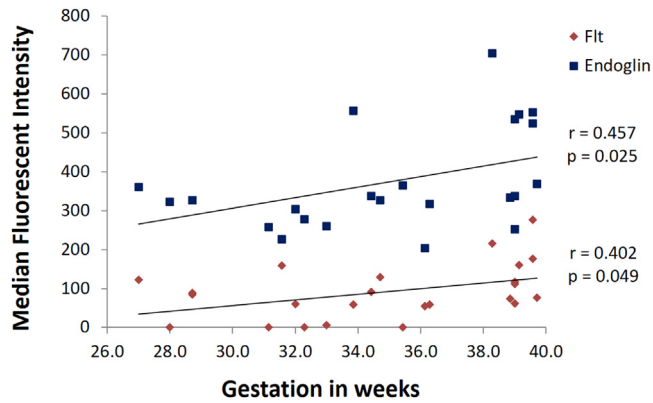 800
700
600
500
400
300
200
100
0
Median Fluorescent Intensity
Flt
Endoglin
r = 0.457
p = 0.025
r = 0.402
p = 0.049
26.0 28.0 30.0 32.0 34.0 36.0 38.0 40.0
Gestation in weeks